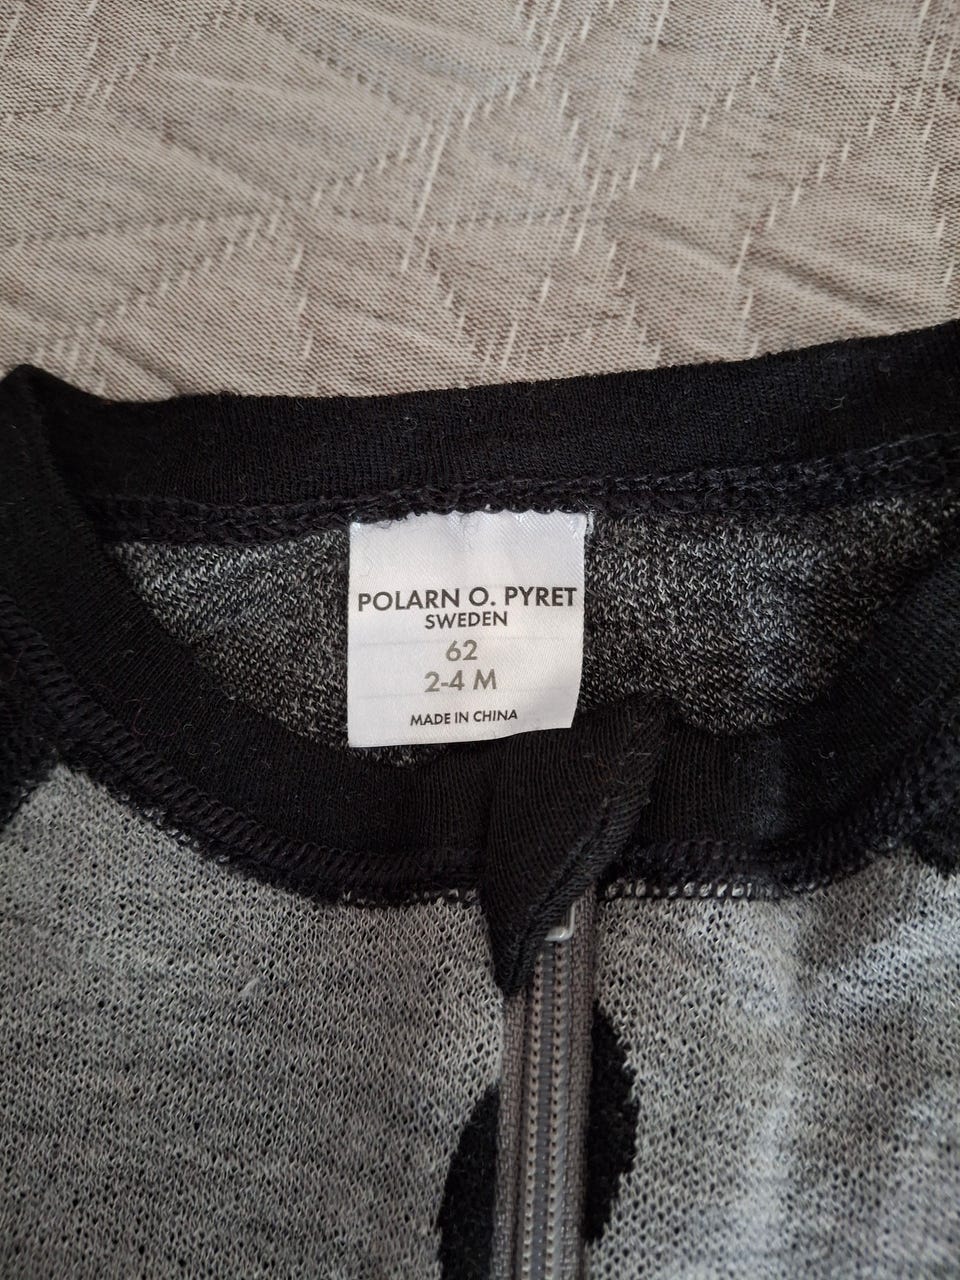 POLARN O. PYRET
SWEDEN
62
2-4 M
MADE IN CHINA